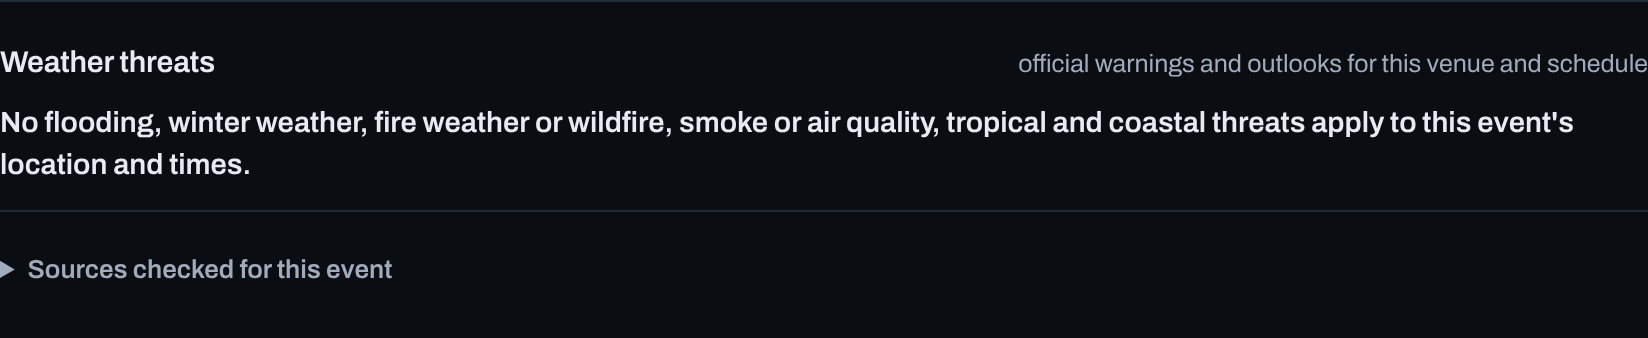 Weather threats
official warnings and outlooks for this venue and schedule
No flooding, winter weather, fire weather or wildfire, smoke or air quality, tropical and coastal threats apply to this event's
location and times.
Sources checked for this event